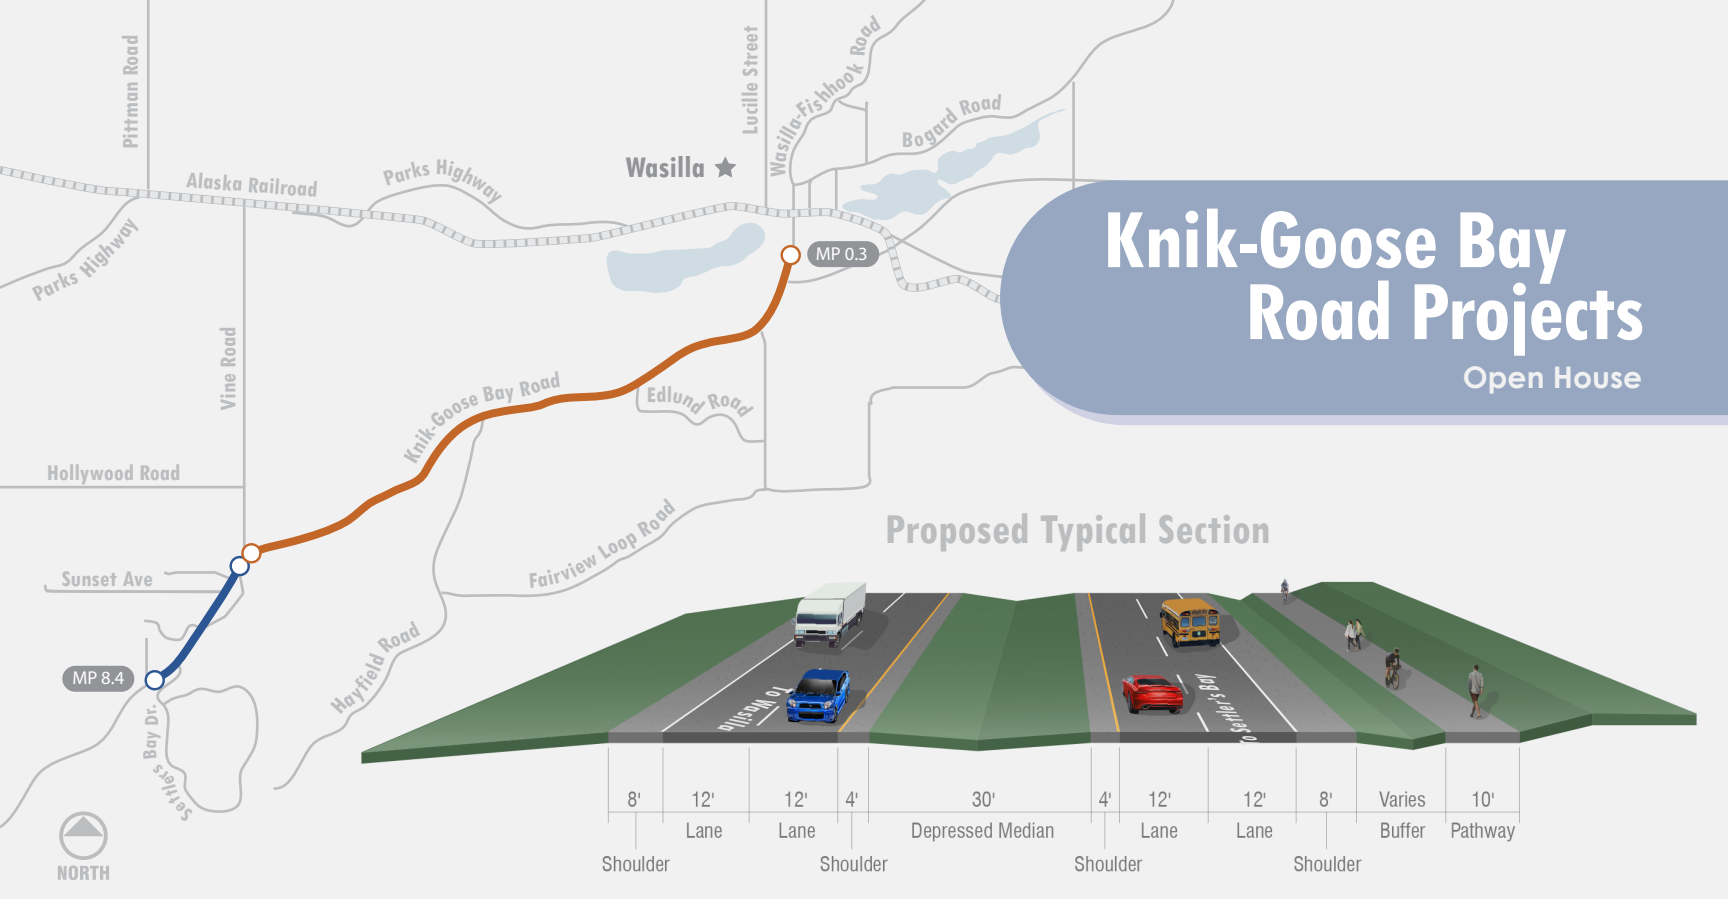 Pittman Road
Lucille Street
Wasilla-Fishhook Road
Bogard Road
Wasilla
Alaska Railroad
Parks Highway
Parks Highway
MP 0.3
Knik-Goose Bay
Road Projects
Open House
Vine Road
Knik-Goose Bay Road
Edlund Road
Hollywood Road
Fairview Loop Road
Sunset Ave
Hayfield Road
MP 8.4
Settler's Bay Dr.
NORTH
Proposed Typical Section
To Wasilla
To Settler's Bay
8' 12' 12' 4' 30' 4' 12' 12' 8' Varies 10'
Lane Lane Depressed Median Lane Lane Buffer Pathway
Shoulder Shoulder Shoulder Shoulder